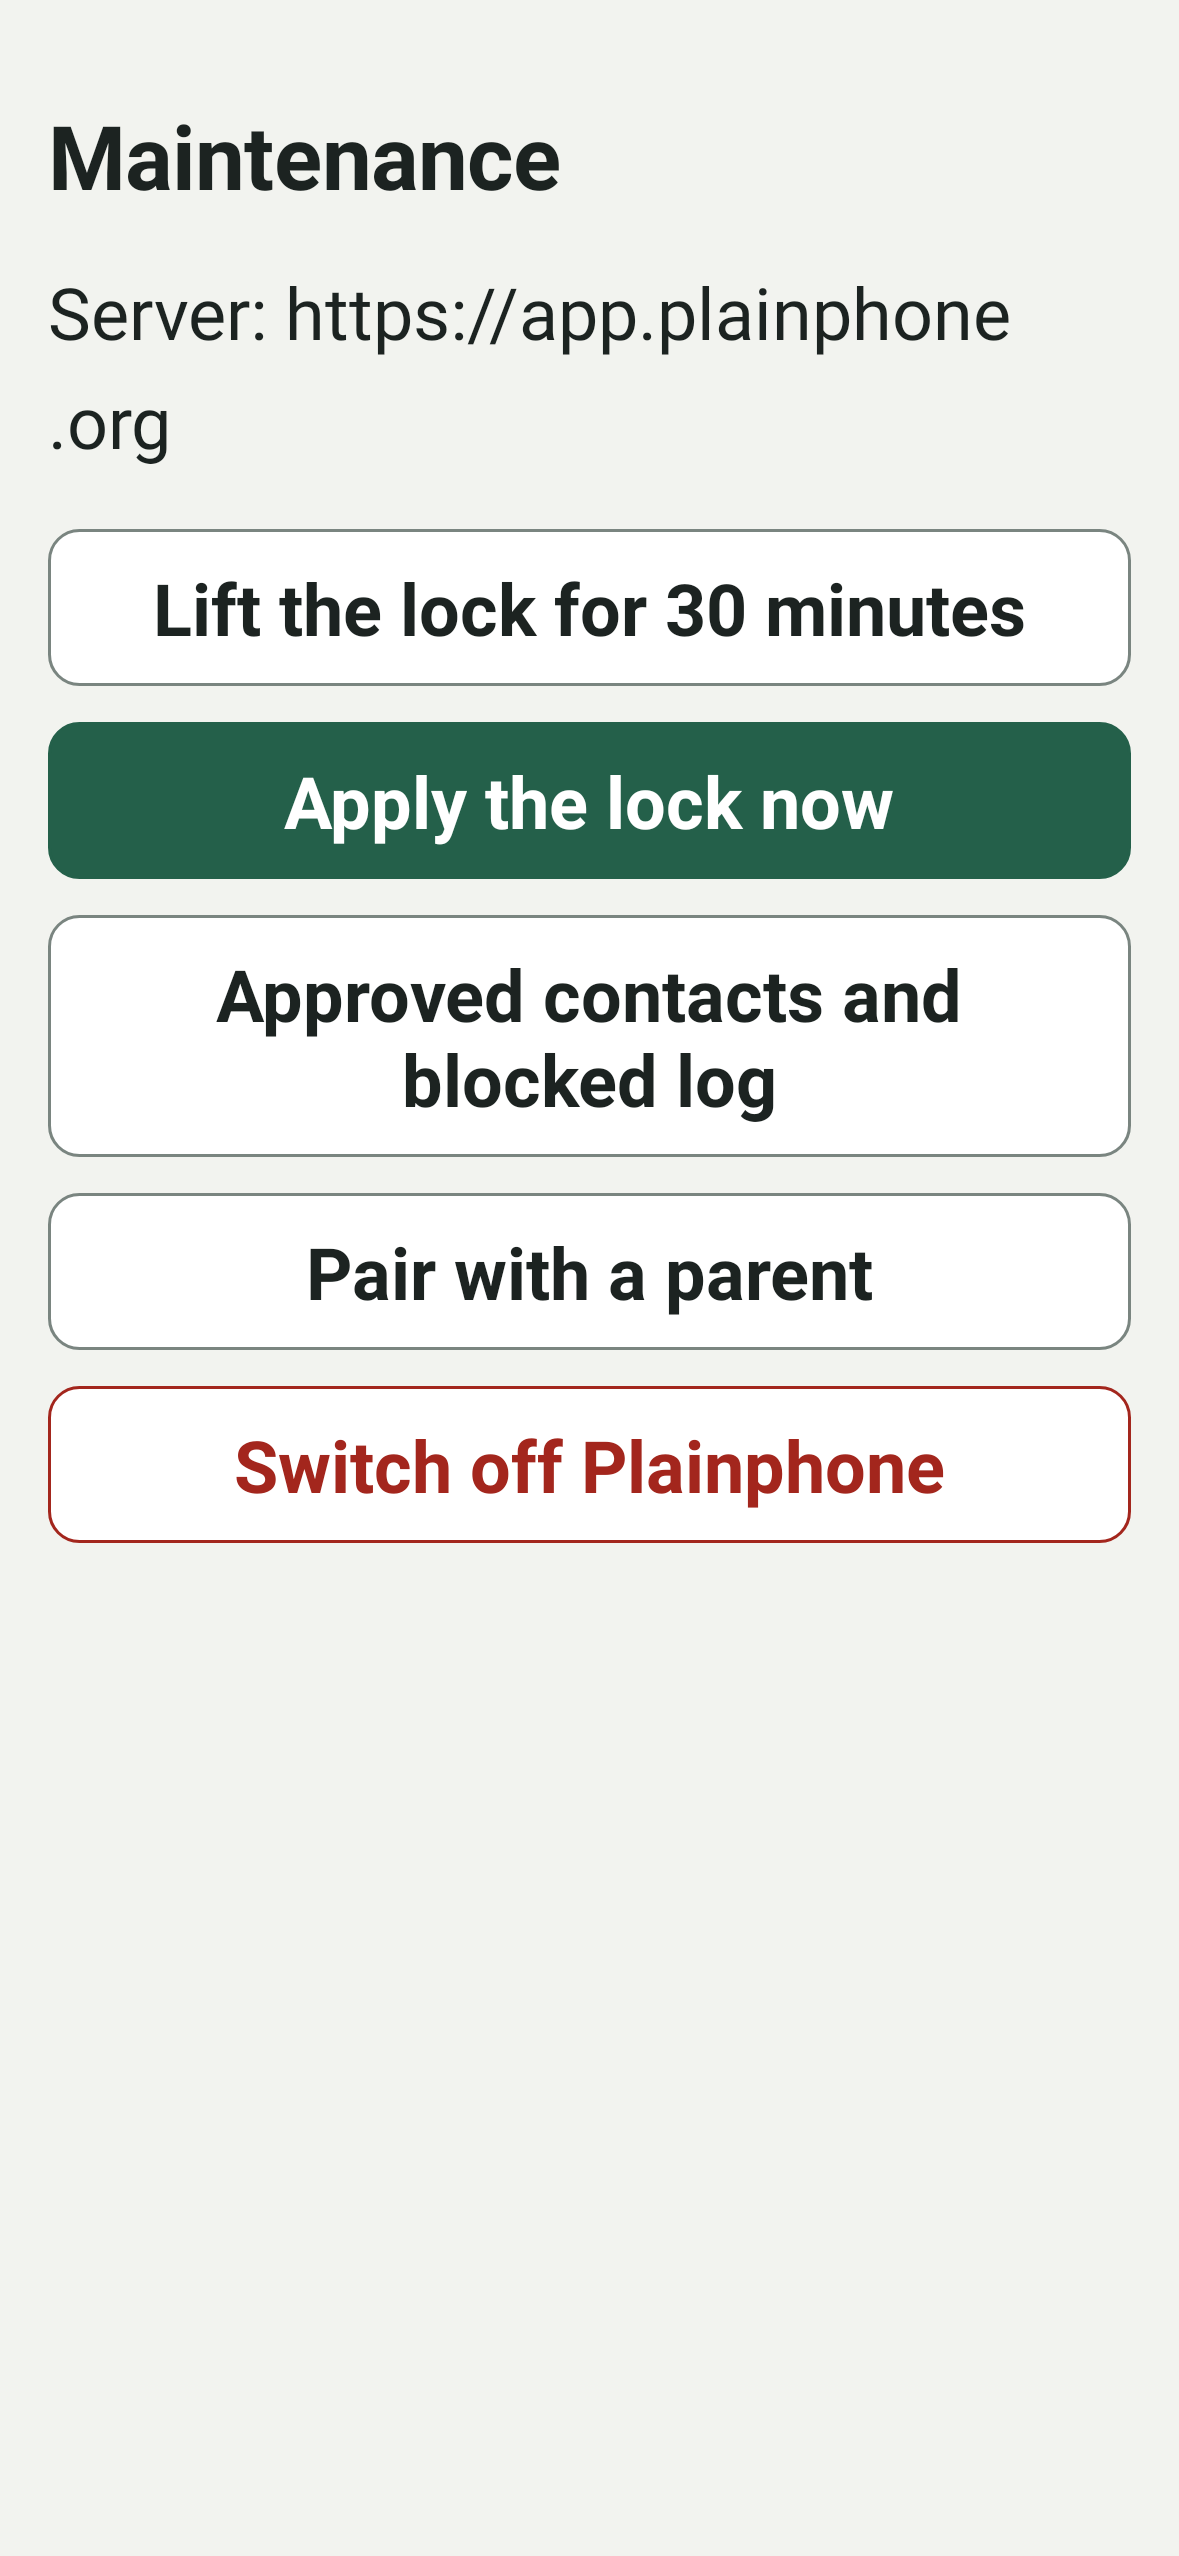 Maintenance
Server: https://app.plainphone
.org
Lift the lock for 30 minutes
Apply the lock now
Approved contacts and
blocked log
Pair with a parent
Switch off Plainphone